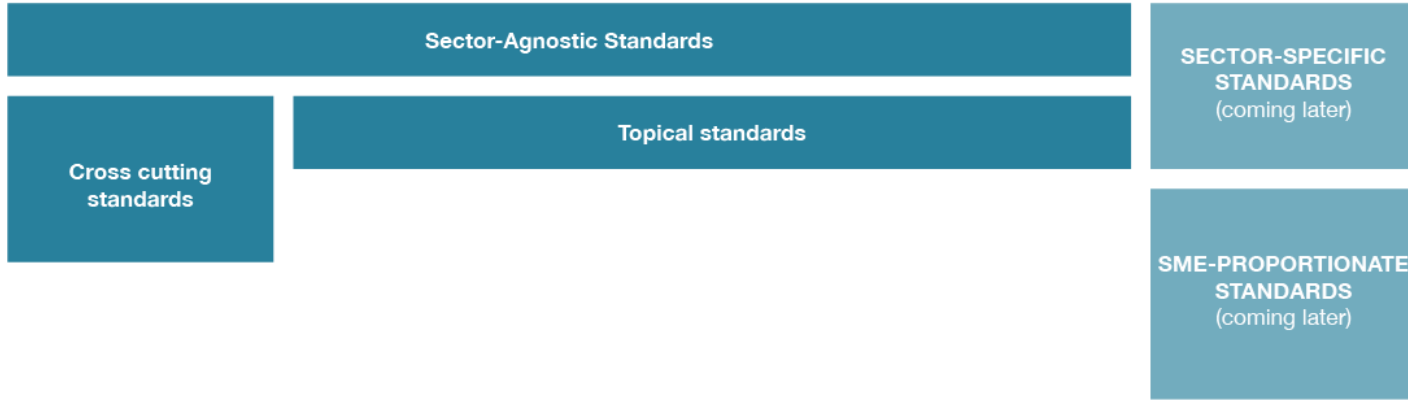 Sector-Agnostic Standards
Cross cutting
standards
Topical standards
SECTOR-SPECIFIC
STANDARDS
(coming later)
SME-PROPORTIONATE
STANDARDS
(coming later)